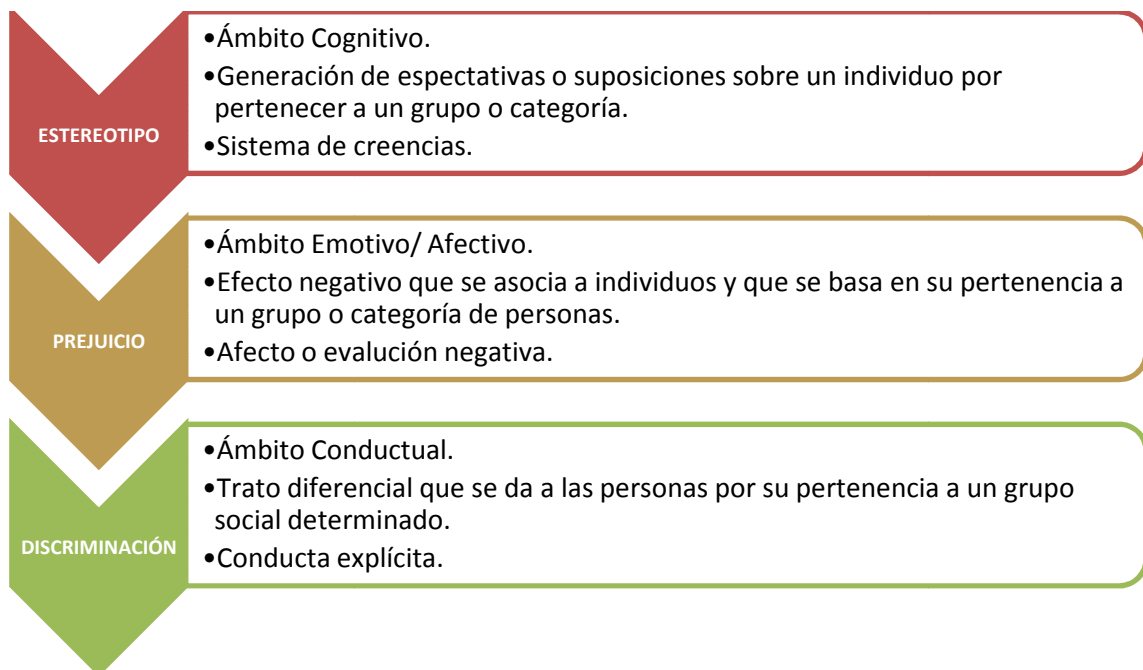 ESTEREOTIPO
•Ámbito Cognitivo.
•Generación de espectativas o suposiciones sobre un individuo por
pertenecer a un grupo o categoría.
•Sistema de creencias.
PREJUICIO
•Ámbito Emotivo/ Afectivo.
•Efecto negativo que se asocia a individuos y que se basa en su pertenencia a
un grupo o categoría de personas.
•Afecto o evalución negativa.
DISCRIMINACIÓN
•Ámbito Conductual.
•Trato diferencial que se da a las personas por su pertenencia a un grupo
social determinado.
•Conducta explícita.